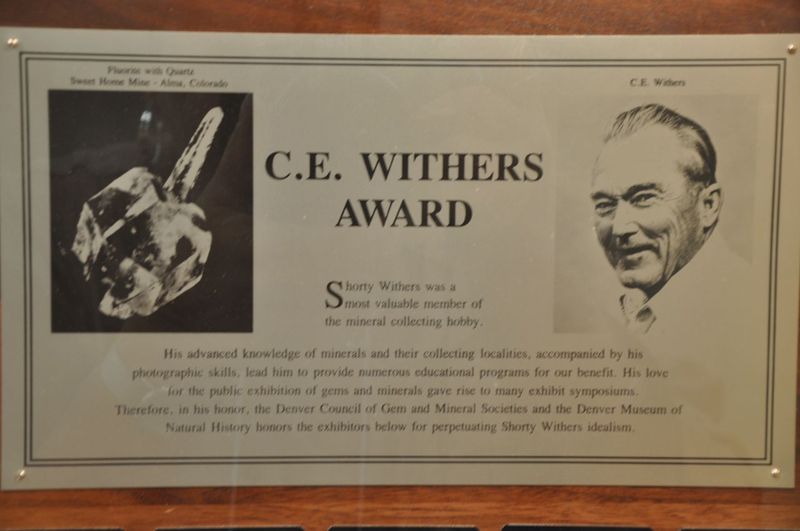 Fluorite with Quartz
Sweet Home Mine - Alma, Colorado
C.E. Withers
C.E. WITHERS
AWARD
Shorty Withers was a
most valuable member of
the mineral collecting hobby.
His advanced knowledge of minerals and their collecting localities, accompanied by his
photographic skills, lead him to provide numerous educational programs for our benefit. His love
for the public exhibition of gems and minerals gave rise to many exhibit symposiums.
Therefore, in his honor, the Denver Council of Gem and Mineral Societies and the Denver Museum of
Natural History honors the exhibitors below for perpetuating Shorty Withers idealism.